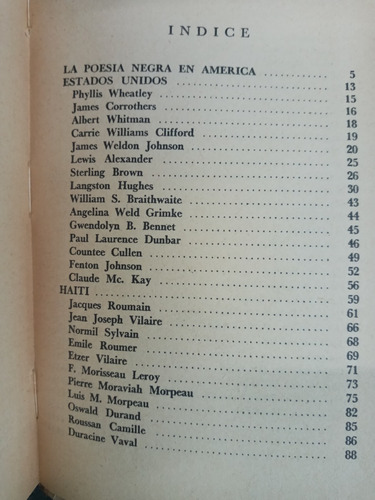 INDICE
LA POESIA NEGRA EN AMERICA 5
ESTADOS UNIDOS 13
Phyllis Wheatley 15
James Corrothers 16
Albert Whitman 18
Carrie Williams Clifford 19
James Weldon Johnson 20
Lewis Alexander 25
Sterling Brown 26
Langston Hughes 30
William S. Braithwaite 43
Angelina Weld Grimke 44
Gwendolyn B. Bennet 45
Paul Laurence Dunbar 46
Countee Cullen 49
Fenton Johnson 52
Claude Mc. Kay 56
HAITI 59
Jacques Roumain 61
Jean Joseph Vilaire 66
Normil Sylvain 68
Emile Roumer 69
Etzer Vilaire 71
F. Morisseau Leroy 73
Pierre Moraviah Morpeau 75
Luis M. Morpeau 82
Oswald Durand 85
Roussan Camille 86
Duracine Vaval 88